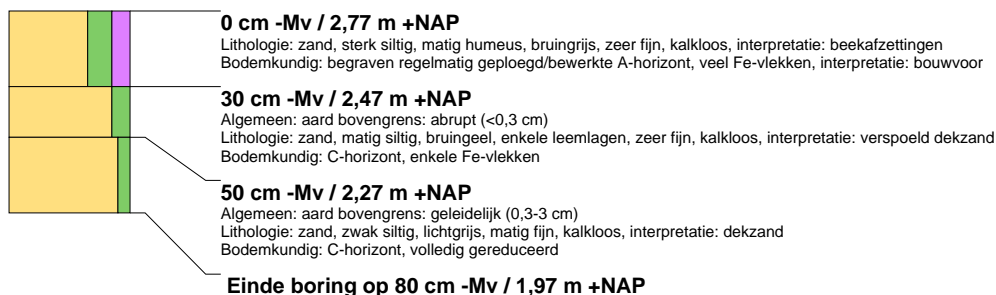 0 cm -Mv / 2,77 m +NAP
Lithologie: zand, sterk siltig, matig humeus, bruingrijs, zeer fijn, kalkloos, interpretatie: beekafzettingen
Bodemkundig: begraven regelmatig geploegd/bewerkte A-horizont, veel Fe-vlekken, interpretatie: bouwvoor
30 cm -Mv / 2,47 m +NAP
Algemeen: aard bovengrens: abrupt (<0,3 cm)
Lithologie: zand, matig siltig, bruingeel, enkele leemlagen, zeer fijn, kalkloos, interpretatie: verspoeld dekzand
Bodemkundig: C-horizont, enkele Fe-vlekken
50 cm -Mv / 2,27 m +NAP
Algemeen: aard bovengrens: geleidelijk (0,3-3 cm)
Lithologie: zand, zwak siltig, lichtgrijs, matig fijn, kalkloos, interpretatie: dekzand
Bodemkundig: C-horizont, volledig gereduceerd
Einde boring op 80 cm -Mv / 1,97 m +NAP